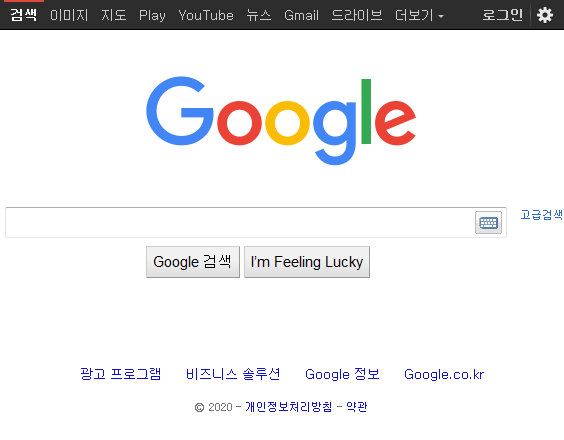 검색 이미지 지도 Play YouTube 뉴스 Gmail 드라이브 더보기 로그인
Google
고급검색
Google 검색 I'm Feeling Lucky
광고 프로그램 비즈니스 솔루션 Google 정보 Google.co.kr
© 2020 - 개인정보처리방침 - 약관